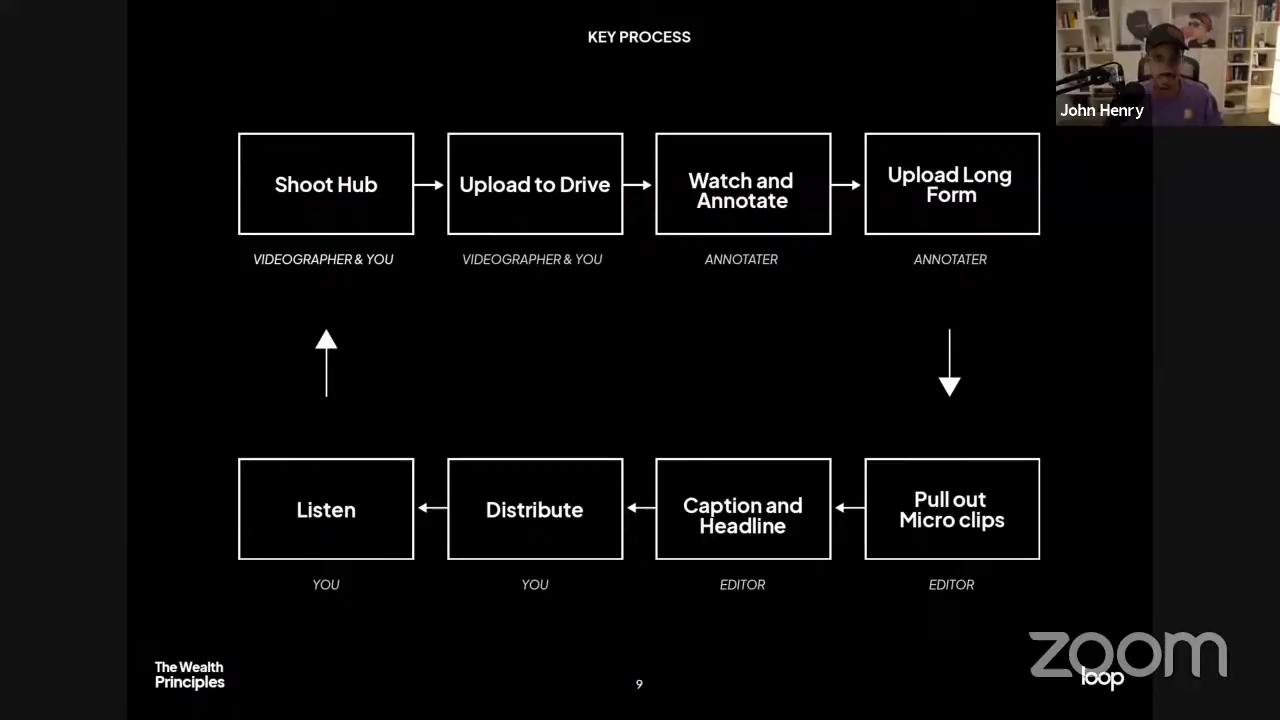 KEY PROCESS
John Henry
Shoot Hub
Upload to Drive
Watch and
Annotate
Upload Long
Form
VIDEOGRAPHER & YOU
VIDEOGRAPHER & YOU
ANNOTATER
ANNOTATER
Listen
Distribute
Caption and
Headline
Pull out
Micro clips
YOU
YOU
EDITOR
EDITOR
The Wealth
Principles
9
zoom
loop